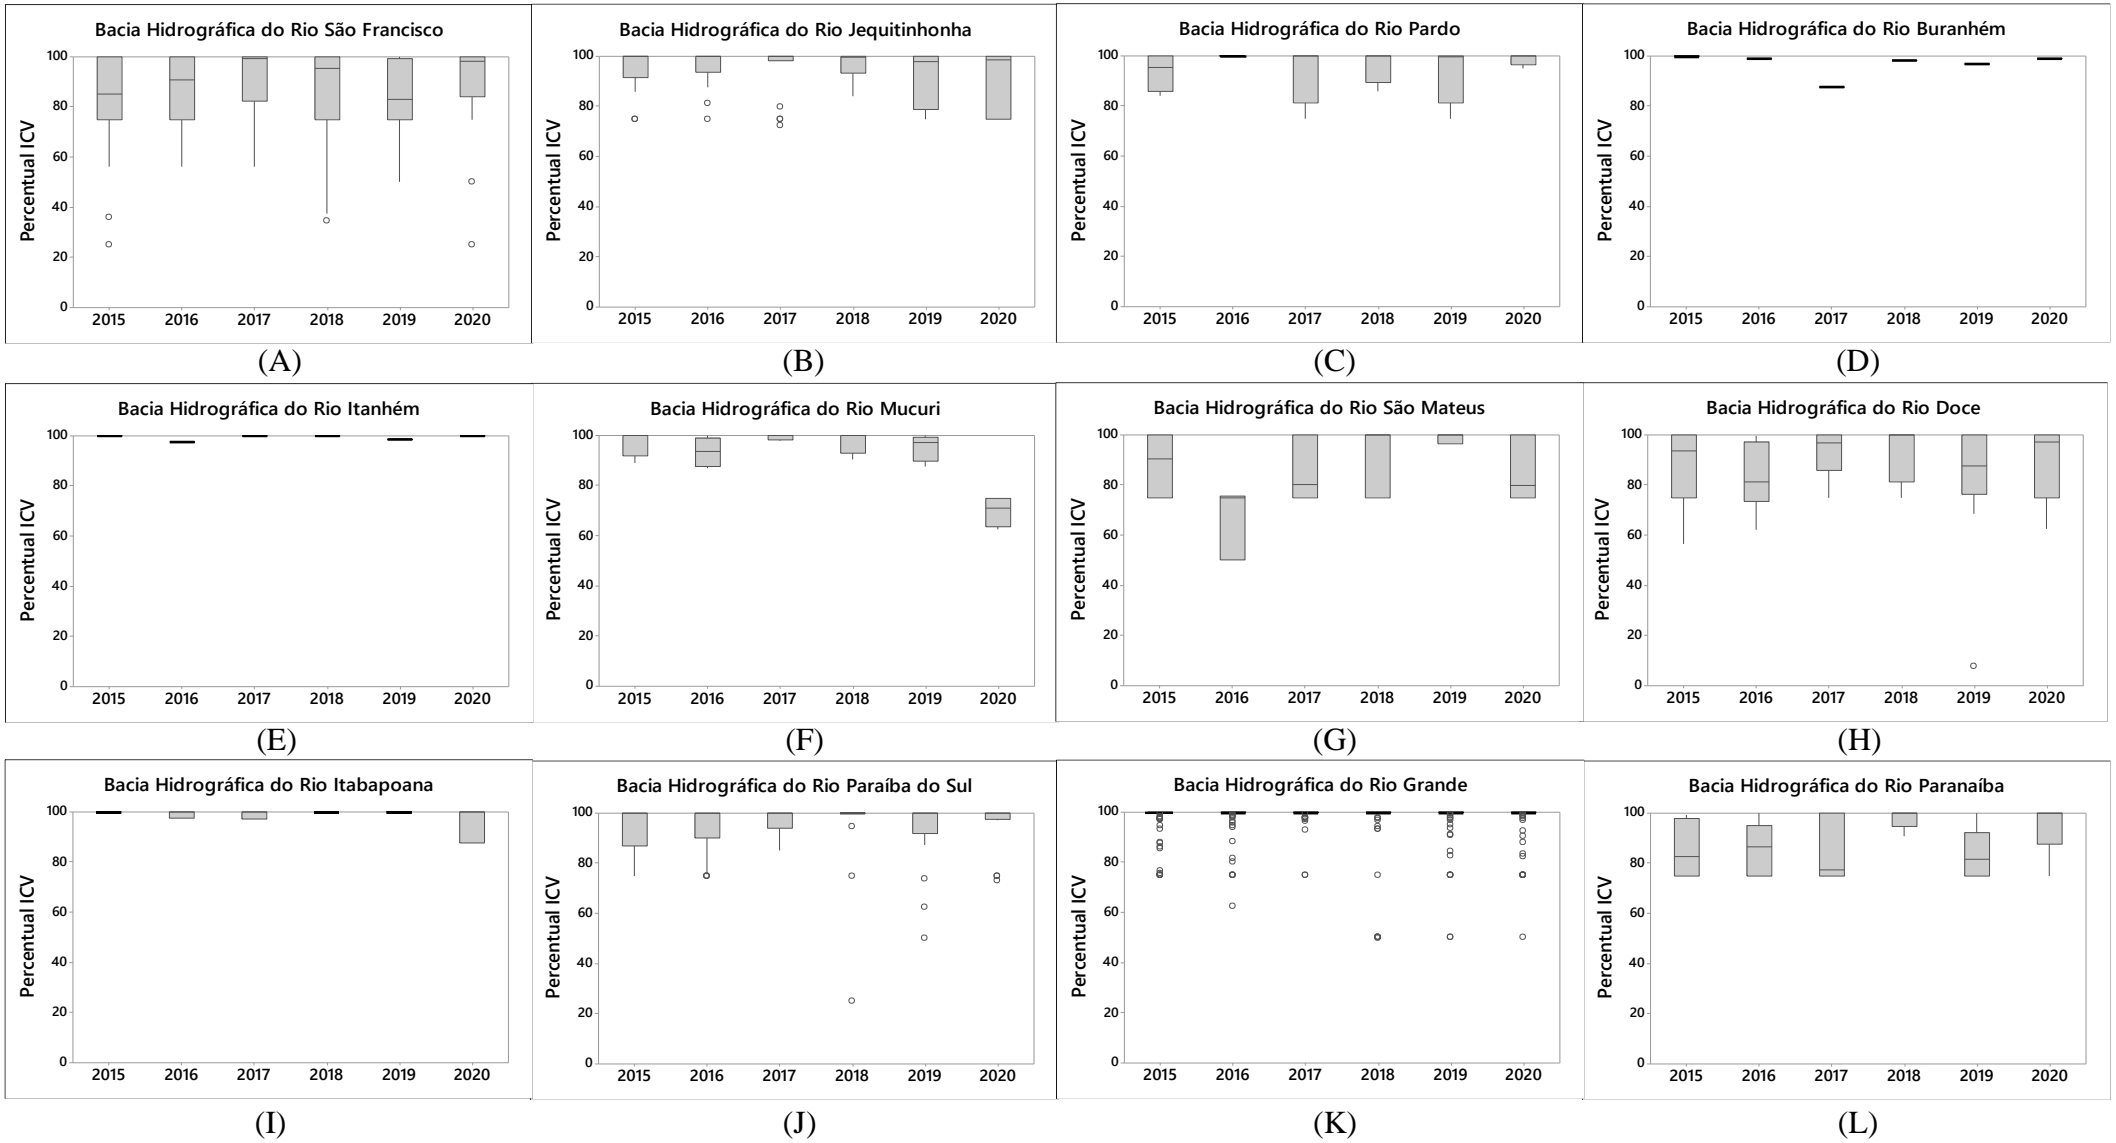 Bacia Hidrográfica do Rio São Francisco
Percentual ICV
100
80
60
40
20
0
2015 2016 2017 2018 2019 2020
(A)
Bacia Hidrográfica do Rio Jequitinhonha
Percentual ICV
100
80
60
40
20
0
2015 2016 2017 2018 2019 2020
(B)
Bacia Hidrográfica do Rio Pardo
Percentual ICV
100
80
60
40
20
0
2015 2016 2017 2018 2019 2020
(C)
Bacia Hidrográfica do Rio Buranhém
Percentual ICV
100
80
60
40
20
0
2015 2016 2017 2018 2019 2020
(D)
Bacia Hidrográfica do Rio Itanhém
Percentual ICV
100
80
60
40
20
0
2015 2016 2017 2018 2019 2020
(E)
Bacia Hidrográfica do Rio Mucuri
Percentual ICV
100
80
60
40
20
0
2015 2016 2017 2018 2019 2020
(F)
Bacia Hidrográfica do Rio São Mateus
Percentual ICV
100
80
60
40
20
0
2015 2016 2017 2018 2019 2020
(G)
Bacia Hidrográfica do Rio Doce
Percentual ICV
100
80
60
40
20
0
2015 2016 2017 2018 2019 2020
(H)
Bacia Hidrográfica do Rio Itabapoana
Percentual ICV
100
80
60
40
20
0
2015 2016 2017 2018 2019 2020
(I)
Bacia Hidrográfica do Rio Paraíba do Sul
Percentual ICV
100
80
60
40
20
0
2015 2016 2017 2018 2019 2020
(J)
Bacia Hidrográfica do Rio Grande
Percentual ICV
100
80
60
40
20
0
2015 2016 2017 2018 2019 2020
(K)
Bacia Hidrográfica do Rio Paranaíba
Percentual ICV
100
80
60
40
20
0
2015 2016 2017 2018 2019 2020
(L)